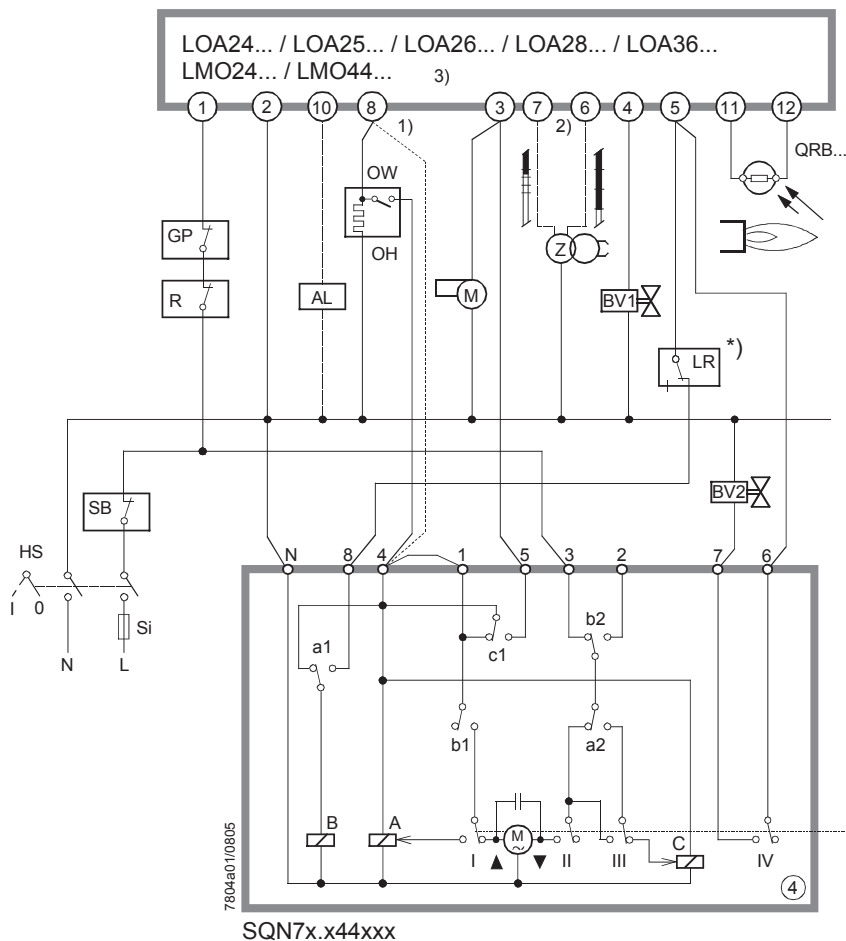 LOA24... / LOA25... / LOA26... / LOA28... / LOA36...
LMO24... / LMO44... 3)
1 2 10 8 3 7 6 4 5 11 12
1) 2)
QRB...
OW
GP
OH
Z
R
AL
M
BV1
LR *)
SB
BV2
HS
N 8 4 1 5 3 2 7 6
I 0
Si
b2
a1
c1
N L
b1 a2
B A M ~ C
I ▲ ▼ II III IV
7804a01/0805
4
SQN7x.x44xxx